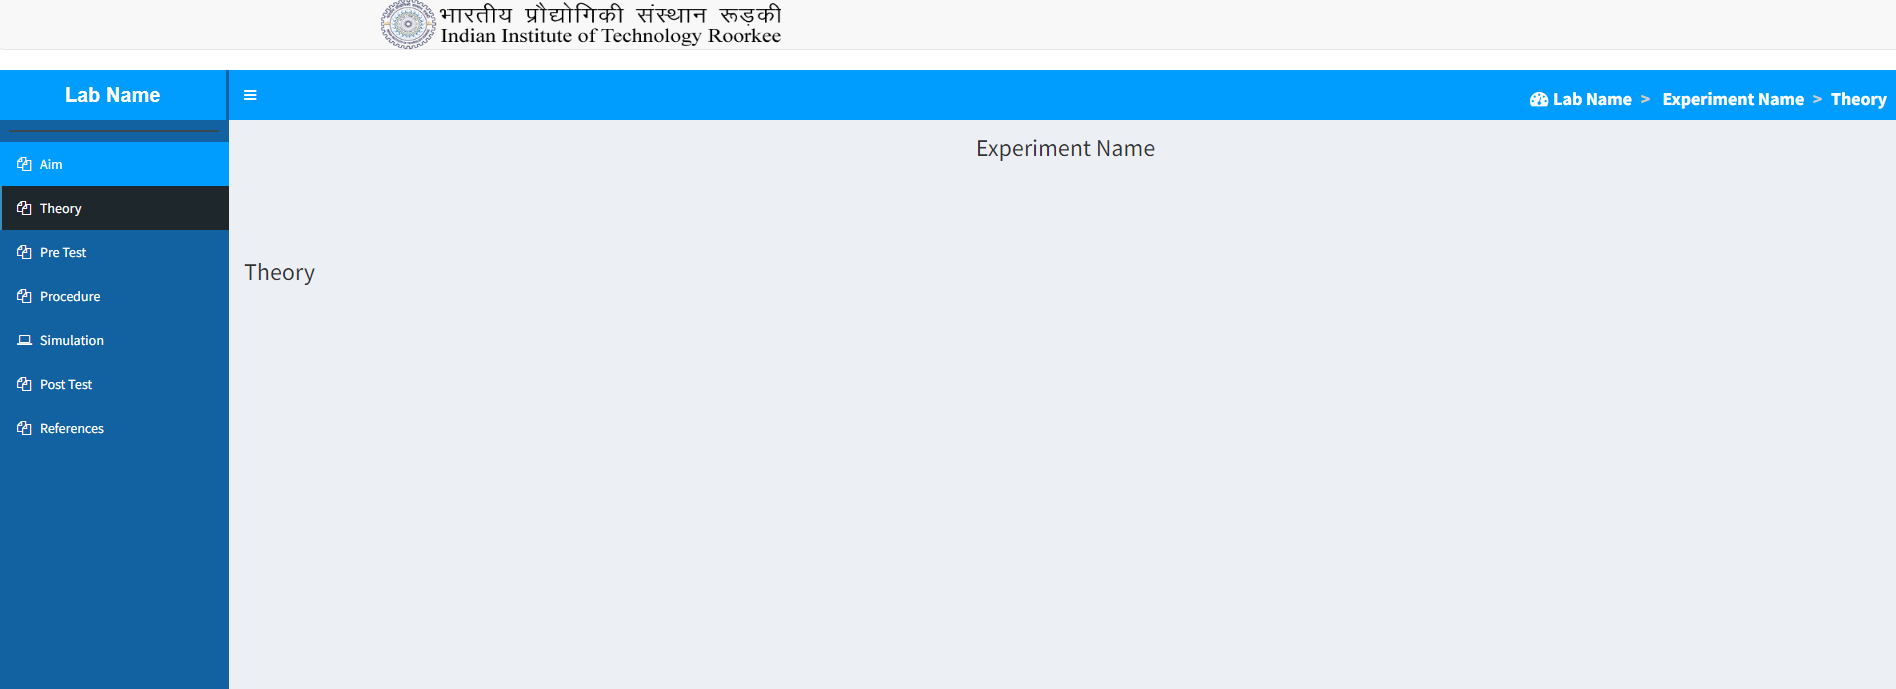 भारतीय प्रौद्योगिकी संस्थान रूड़की
Indian Institute of Technology Roorkee
Lab Name
Lab Name > Experiment Name > Theory
Experiment Name
Aim
Theory
Pre Test
Procedure
Simulation
Post Test
References
Theory